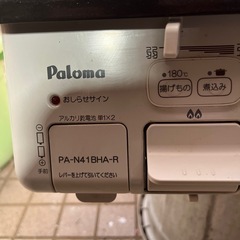 Paloma
おしらせサイン
180℃
揚げもの
煮込み
アルカリ乾電池 単1×2
PA-N41BHA-R
レバーを上げて引いてください
手前